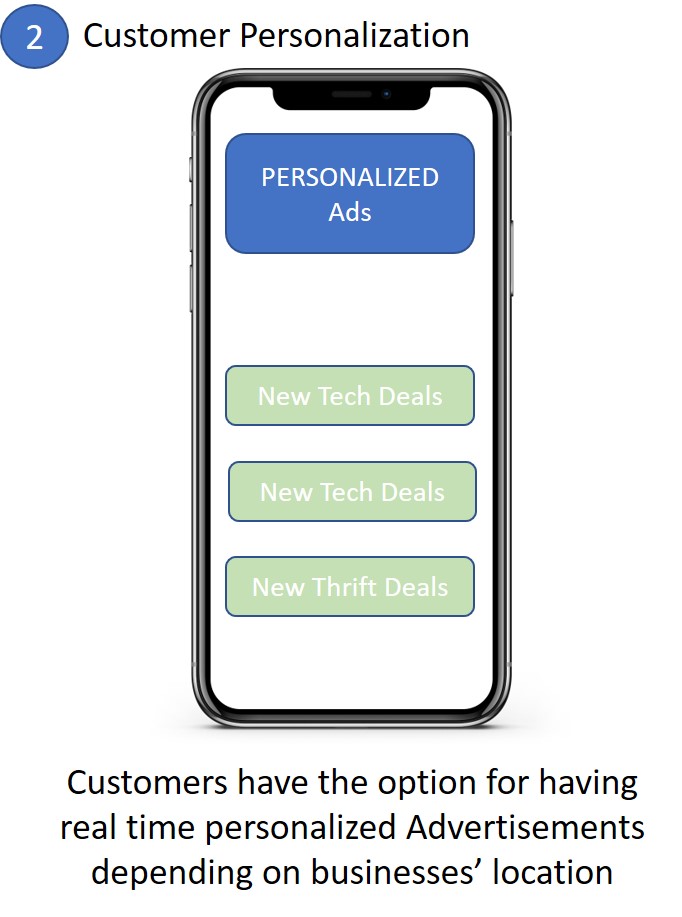 2
Customer Personalization
PERSONALIZED
Ads
New Tech Deals
New Tech Deals
New Thrift Deals
Customers have the option for having
real time personalized Advertisements
depending on businesses’ location